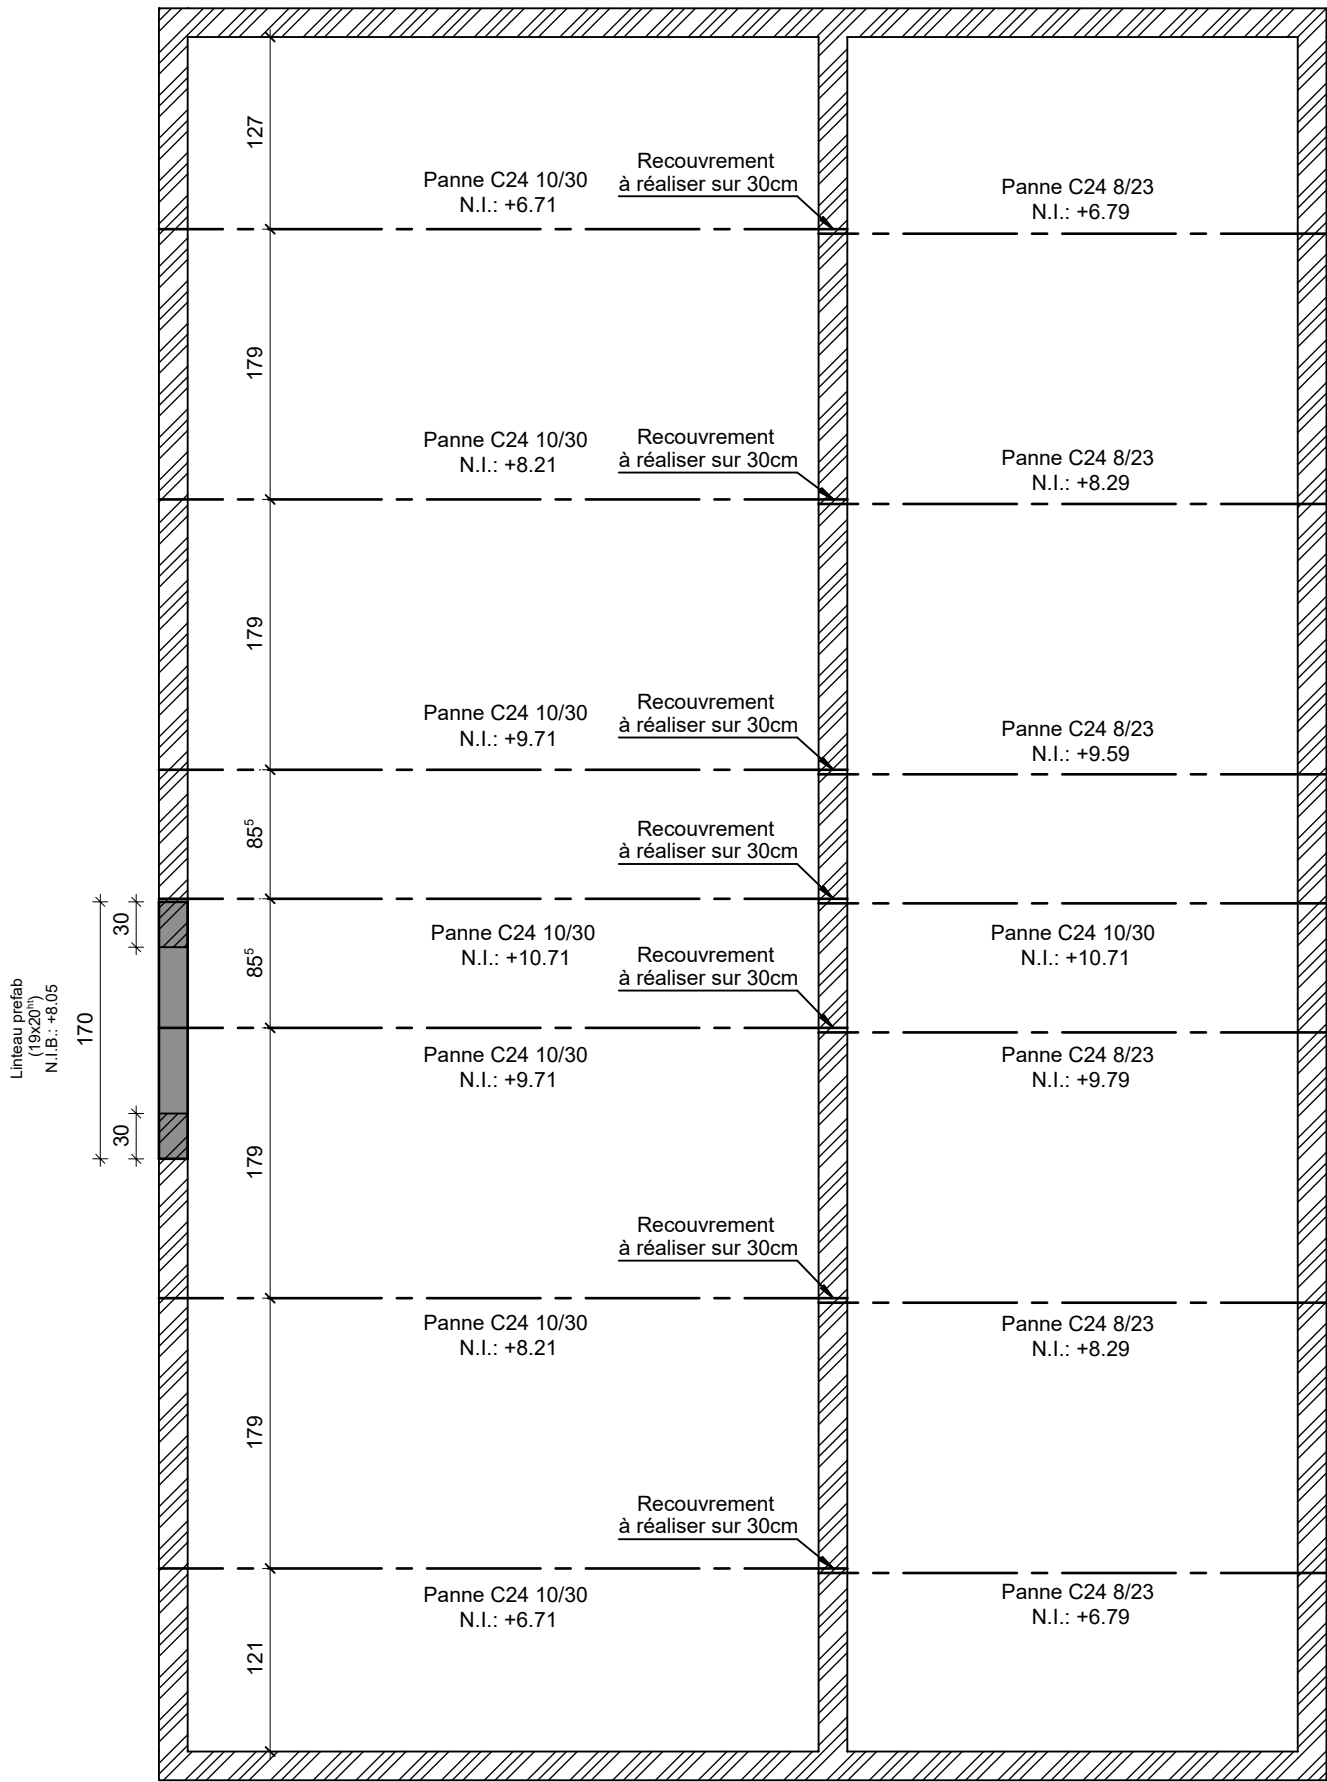 127
Panne C24 10/30
N.I.: +6.71
Recouvrement
à réaliser sur 30cm
Panne C24 8/23
N.I.: +6.79
179
Panne C24 10/30
N.I.: +8.21
Recouvrement
à réaliser sur 30cm
Panne C24 8/23
N.I.: +8.29
179
Panne C24 10/30
N.I.: +9.71
Recouvrement
à réaliser sur 30cm
Panne C24 8/23
N.I.: +9.59
85⁵
Recouvrement
à réaliser sur 30cm
Panne C24 10/30
N.I.: +10.71
Panne C24 10/30
N.I.: +10.71
30
85⁵
Recouvrement
à réaliser sur 30cm
Linteau prefab
(19x20ʰᵗ)
N.I.B.: +8.05
170
Panne C24 10/30
N.I.: +9.71
Panne C24 8/23
N.I.: +9.79
30
179
Recouvrement
à réaliser sur 30cm
Panne C24 10/30
N.I.: +8.21
Panne C24 8/23
N.I.: +8.29
179
Recouvrement
à réaliser sur 30cm
Panne C24 10/30
N.I.: +6.71
Panne C24 8/23
N.I.: +6.79
121